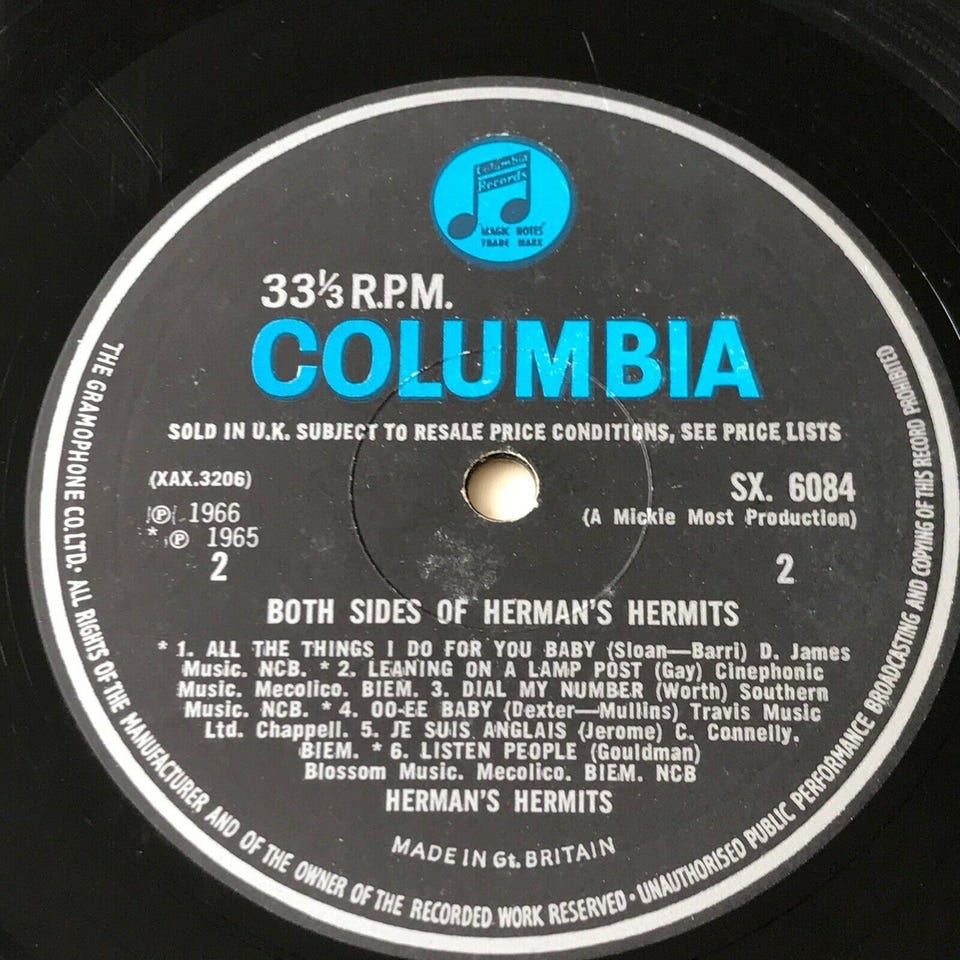 Columbia
Records
"MAGIC NOTES"
TRADE MARK
33⅓ R.P.M.
COLUMBIA
SOLD IN U.K. SUBJECT TO RESALE PRICE CONDITIONS, SEE PRICE LISTS
(XAX.3206)
SX. 6084
℗ 1966
(A Mickie Most Production)
* ℗ 1965
2
2
BOTH SIDES OF HERMAN'S HERMITS
* 1. ALL THE THINGS I DO FOR YOU BABY (Sloan—Barri) D. James
Music. NCB. * 2. LEANING ON A LAMP POST (Gay) Cinephonic
Music. Mecolico. BIEM. 3. DIAL MY NUMBER (Worth) Southern
Music. NCB. * 4. OO-EE BABY (Dexter—Mullins) Travis Music
Ltd. Chappell. 5. JE SUIS ANGLAIS (Jerome) C. Connelly.
BIEM. * 6. LISTEN PEOPLE (Gouldman)
Blossom Music. Mecolico. BIEM. NCB
HERMAN'S HERMITS
MADE IN Gt. BRITAIN
THE GRAMOPHONE CO. LTD. · ALL RIGHTS OF THE MANUFACTURER AND OF THE OWNER OF THE RECORDED WORK RESERVED · UNAUTHORISED PUBLIC PERFORMANCE BROADCASTING AND COPYING OF THIS RECORD PROHIBITED